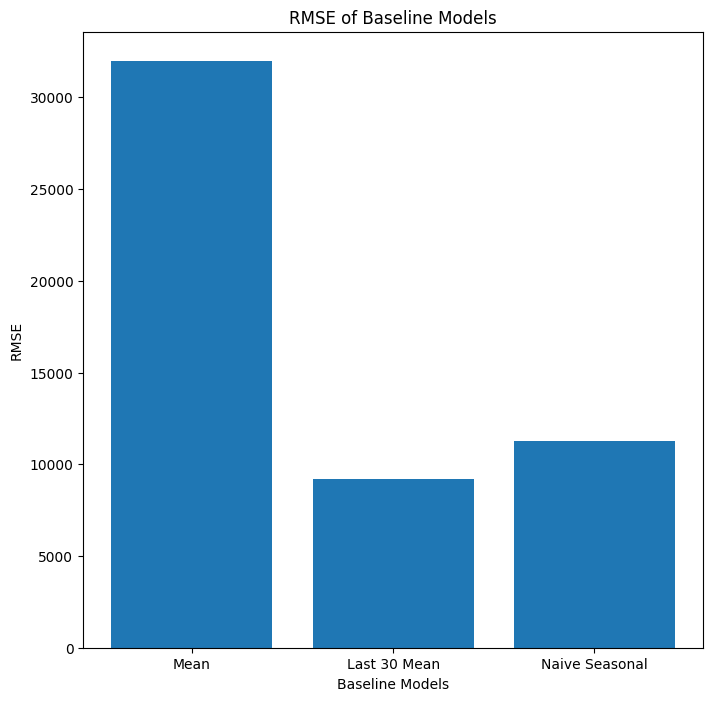 RMSE of Baseline Models
30000
25000
20000
15000
10000
5000
0
RMSE
Mean
Last 30 Mean
Naive Seasonal
Baseline Models